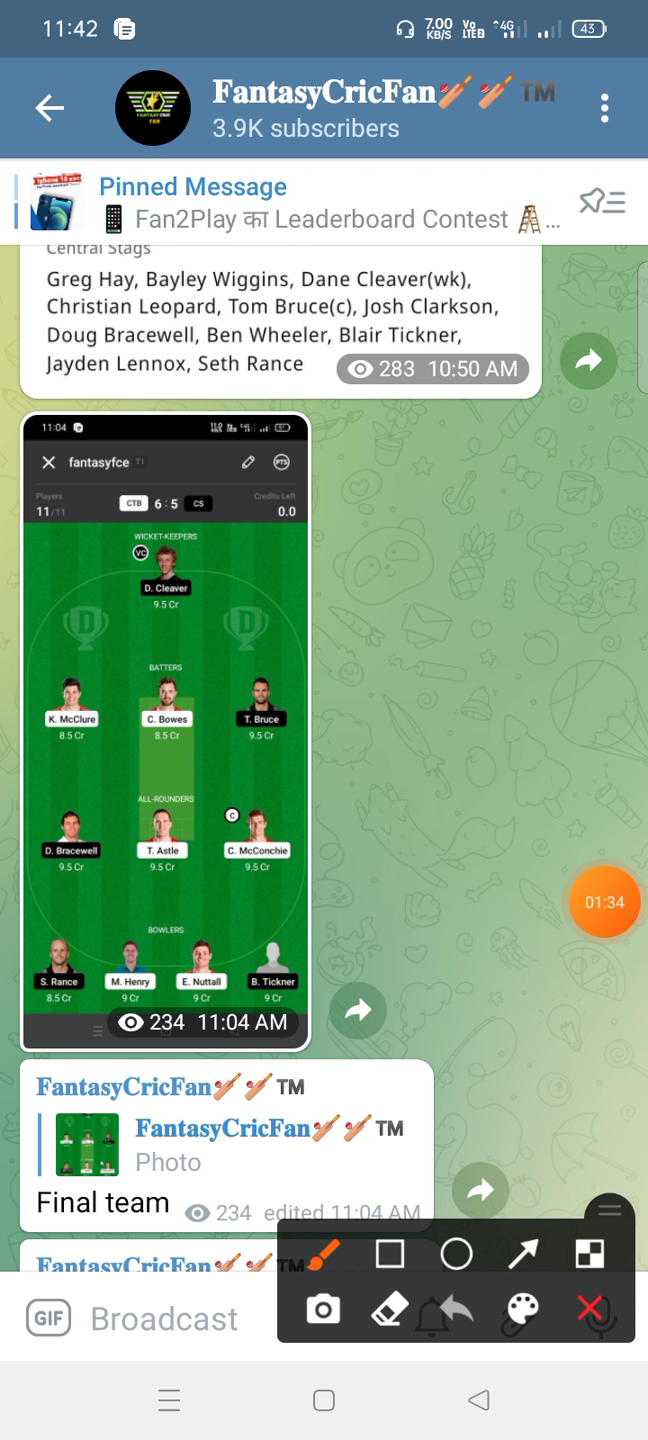 11:42
7.00 KB/S Vo LTE 4G 43
FantasyCricFan🏏🏏™
3.9K subscribers
Pinned Message
📱 Fan2Play का Leaderboard Contest 🪜...
Central Stags
Greg Hay, Bayley Wiggins, Dane Cleaver(wk),
Christian Leopard, Tom Bruce(c), Josh Clarkson,
Doug Bracewell, Ben Wheeler, Blair Tickner,
Jayden Lennox, Seth Rance
283 10:50 AM
11:04
fantasyfce T1 PTS
Players Credits Left
11/11 CTB 6 : 5 CS 0.0
WICKET-KEEPERS
VC
D. Cleaver
9.5 Cr
BATTERS
K. McClure C. Bowes T. Bruce
8.5 Cr 8.5 Cr 9.5 Cr
ALL-ROUNDERS
C
D. Bracewell T. Astle C. McConchie
9.5 Cr 9.5 Cr 9.5 Cr
BOWLERS
S. Rance M. Henry E. Nuttall B. Tickner
8.5 Cr 9 Cr 9 Cr 9 Cr
234 11:04 AM
01:34
FantasyCricFan🏏🏏™
FantasyCricFan🏏🏏™
Photo
Final team 234 edited 11:04 AM
FantasyCricFan🏏🏏™
GIF Broadcast